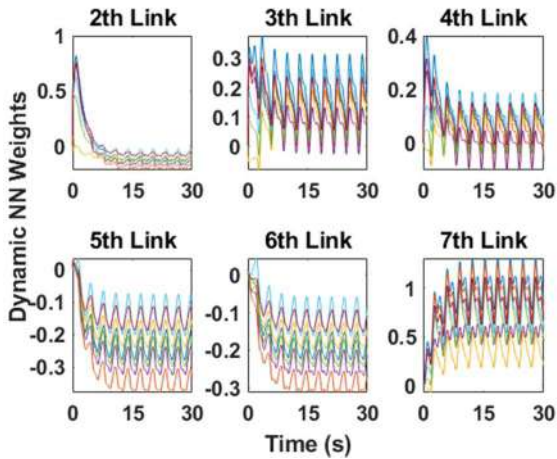 2th Link 3th Link 4th Link
1 0.3 0.4
0.2 0.2
0.1
0 0 0
0 15 30 0 15 30 0 15 30
Dynamic NN Weights
5th Link 6th Link 7th Link
0 0 1
-0.1 -0.1
-0.2 -0.2 0.5
-0.3 -0.3 0
0 15 30 0 15 30 0 15 30
Time (s)